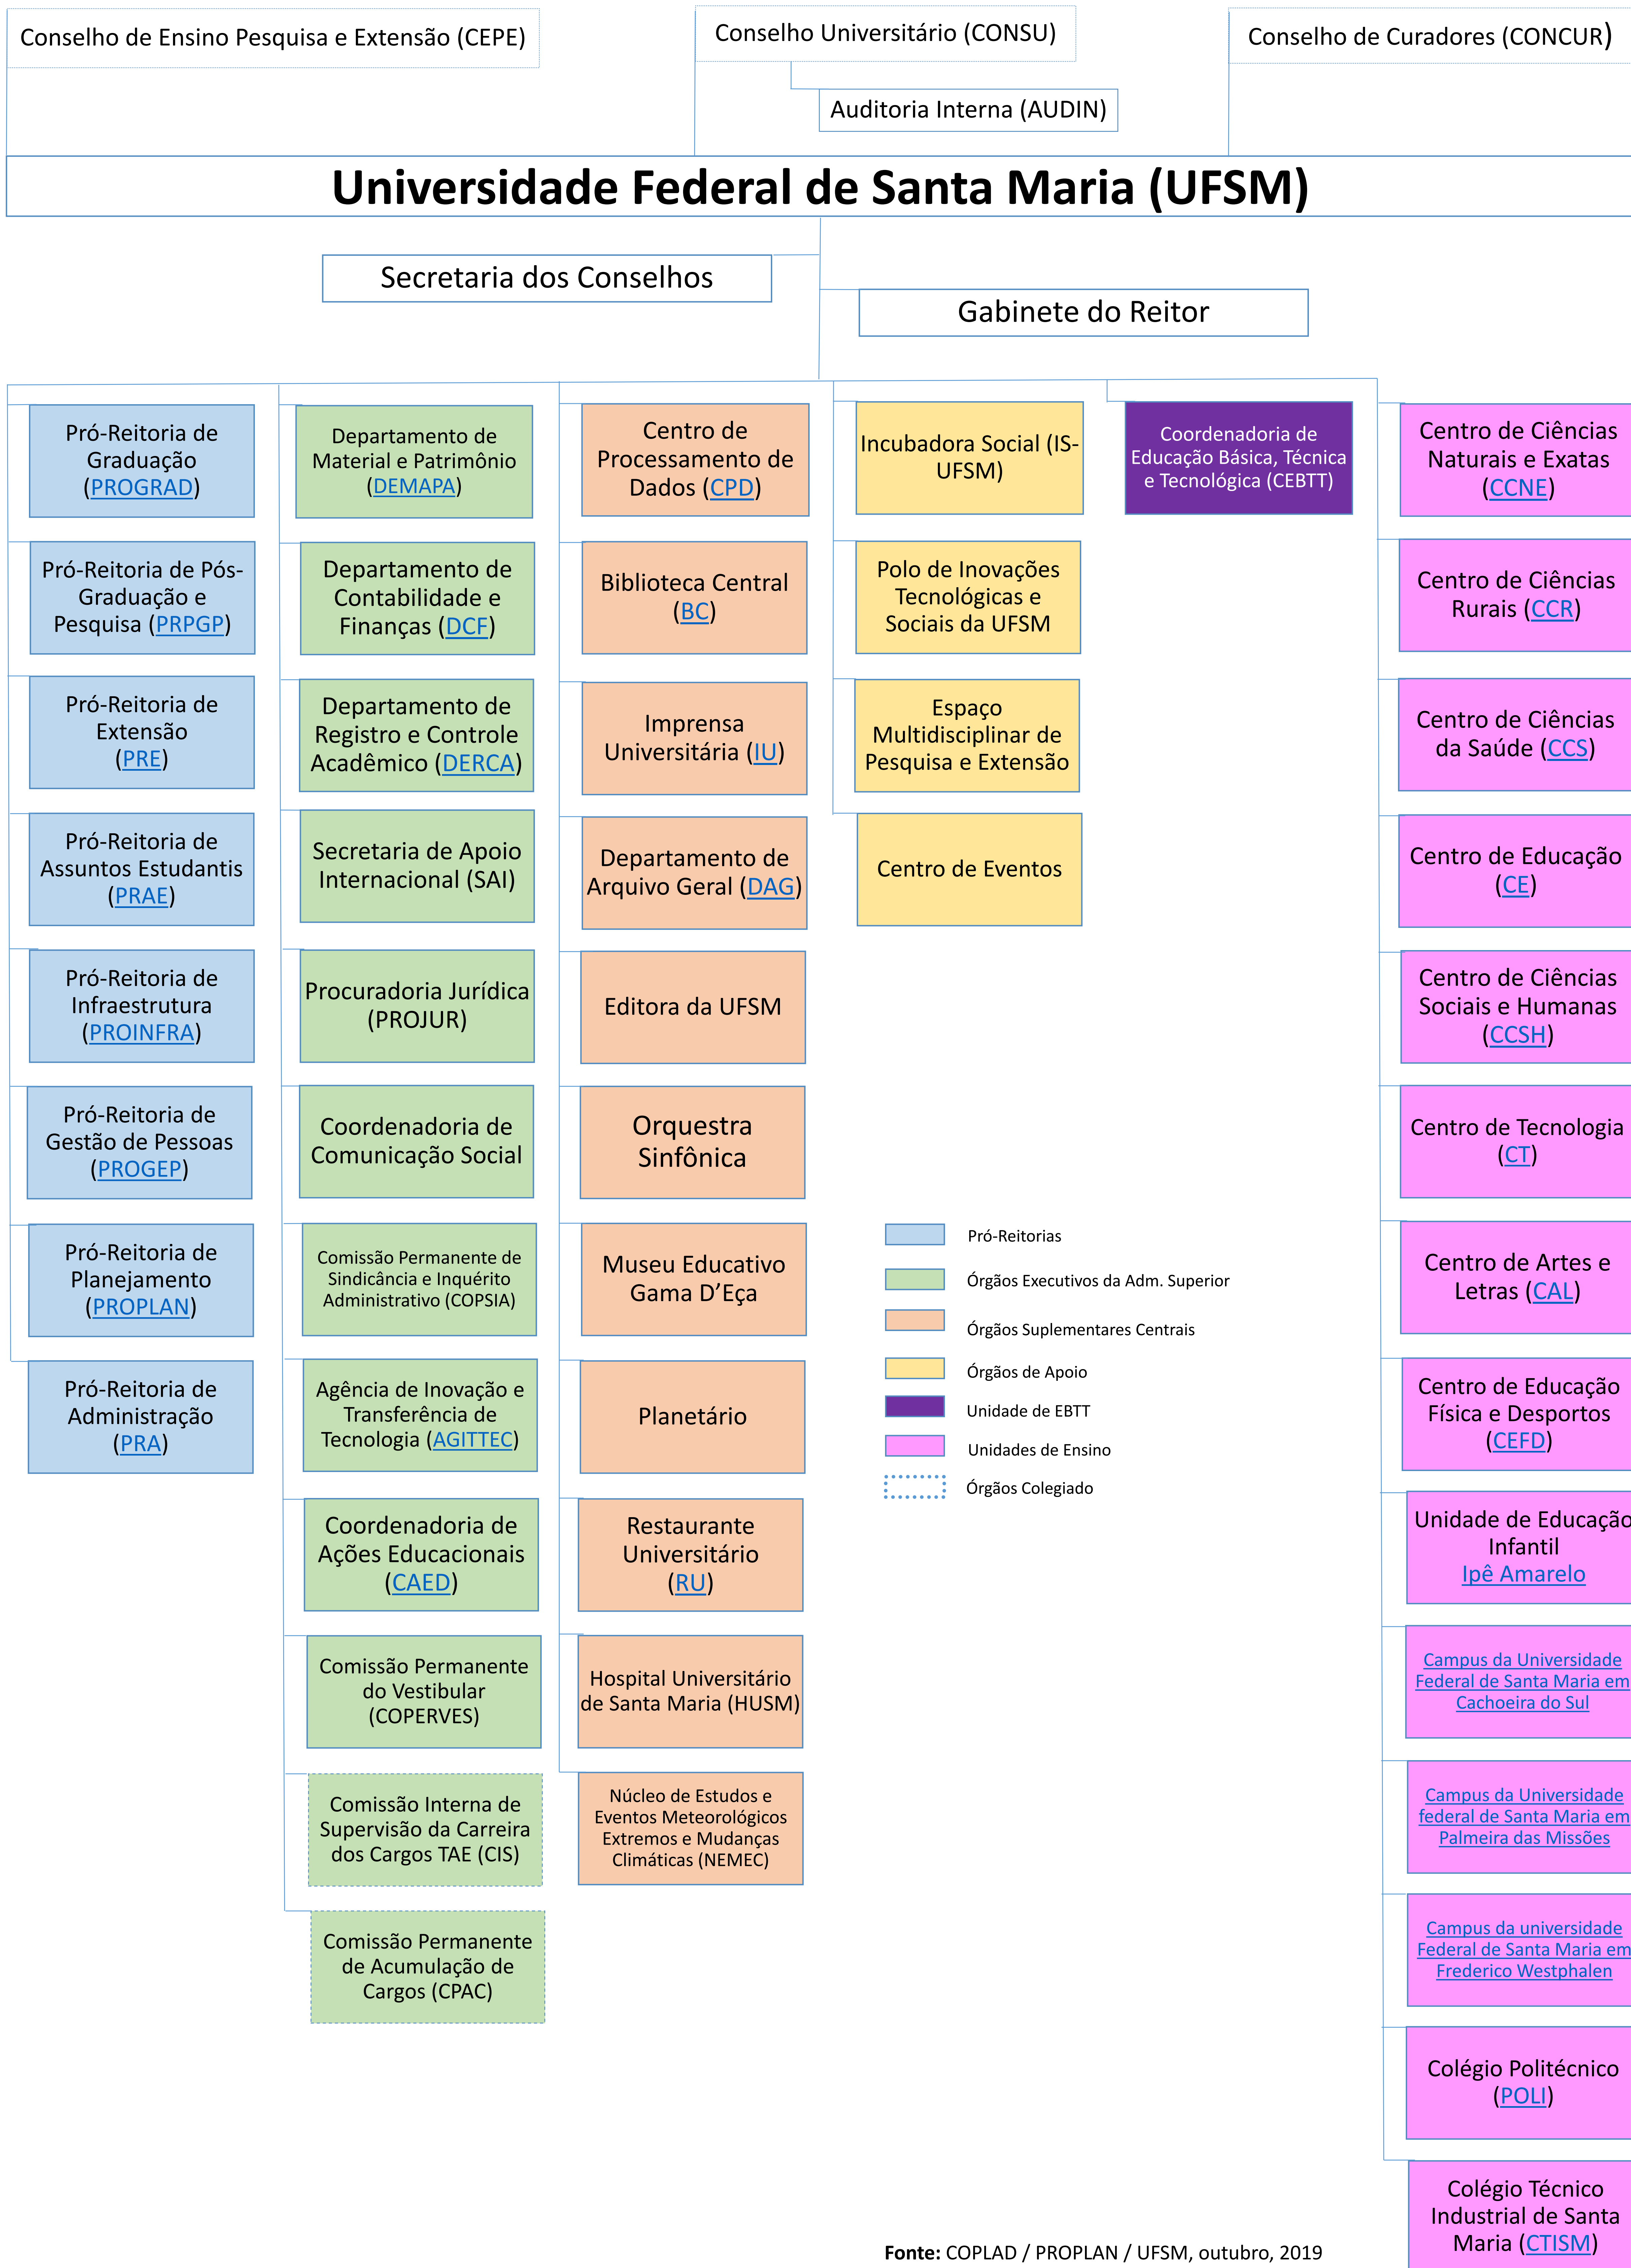 Conselho de Ensino Pesquisa e Extensão (CEPE)
Conselho Universitário (CONSU)
Conselho de Curadores (CONCUR)
Auditoria Interna (AUDIN)
Universidade Federal de Santa Maria (UFSM)
Secretaria dos Conselhos
Gabinete do Reitor
Pró-Reitoria de
Graduação
(PROGRAD)
Pró-Reitoria de Pós-
Graduação e
Pesquisa (PRPGP)
Pró-Reitoria de
Extensão
(PRE)
Pró-Reitoria de
Assuntos Estudantis
(PRAE)
Pró-Reitoria de
Infraestrutura
(PROINFRA)
Pró-Reitoria de
Gestão de Pessoas
(PROGEP)
Pró-Reitoria de
Planejamento
(PROPLAN)
Pró-Reitoria de
Administração
(PRA)
Departamento de
Material e Patrimônio
(DEMAPA)
Departamento de
Contabilidade e
Finanças (DCF)
Departamento de
Registro e Controle
Acadêmico (DERCA)
Secretaria de Apoio
Internacional (SAI)
Procuradoria Jurídica
(PROJUR)
Coordenadoria de
Comunicação Social
Comissão Permanente de
Sindicância e Inquérito
Administrativo (COPSIA)
Agência de Inovação e
Transferência de
Tecnologia (AGITTEC)
Coordenadoria de
Ações Educacionais
(CAED)
Comissão Permanente
do Vestibular
(COPERVES)
Comissão Interna de
Supervisão da Carreira
dos Cargos TAE (CIS)
Comissão Permanente
de Acumulação de
Cargos (CPAC)
Centro de
Processamento de
Dados (CPD)
Biblioteca Central
(BC)
Imprensa
Universitária (IU)
Departamento de
Arquivo Geral (DAG)
Editora da UFSM
Orquestra
Sinfônica
Museu Educativo
Gama D’Eça
Planetário
Restaurante
Universitário
(RU)
Hospital Universitário
de Santa Maria (HUSM)
Núcleo de Estudos e
Eventos Meteorológicos
Extremos e Mudanças
Climáticas (NEMEC)
Incubadora Social (IS-
UFSM)
Polo de Inovações
Tecnológicas e
Sociais da UFSM
Espaço
Multidisciplinar de
Pesquisa e Extensão
Centro de Eventos
Coordenadoria de
Educação Básica, Técnica
e Tecnológica (CEBTT)
Pró-Reitorias
Órgãos Executivos da Adm. Superior
Órgãos Suplementares Centrais
Órgãos de Apoio
Unidade de EBTT
Unidades de Ensino
Órgãos Colegiado
Centro de Ciências
Naturais e Exatas
(CCNE)
Centro de Ciências
Rurais (CCR)
Centro de Ciências
da Saúde (CCS)
Centro de Educação
(CE)
Centro de Ciências
Sociais e Humanas
(CCSH)
Centro de Tecnologia
(CT)
Centro de Artes e
Letras (CAL)
Centro de Educação
Física e Desportos
(CEFD)
Unidade de Educação
Infantil
Ipê Amarelo
Campus da Universidade
Federal de Santa Maria em
Cachoeira do Sul
Campus da Universidade
federal de Santa Maria em
Palmeira das Missões
Campus da universidade
Federal de Santa Maria em
Frederico Westphalen
Colégio Politécnico
(POLI)
Colégio Técnico
Industrial de Santa
Maria (CTISM)
Fonte: COPLAD / PROPLAN / UFSM, outubro, 2019